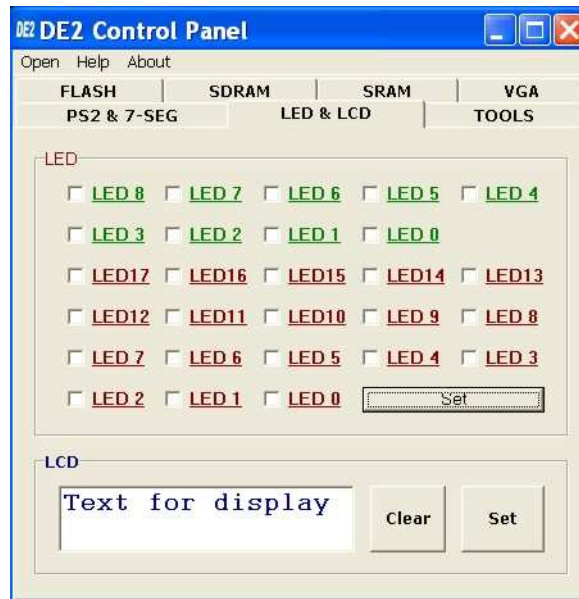 DE2 DE2 Control Panel
Open Help About
FLASH SDRAM SRAM VGA
PS2 & 7-SEG LED & LCD TOOLS
LED
LED 8 LED 7 LED 6 LED 5 LED 4
LED 3 LED 2 LED 1 LED 0
LED17 LED16 LED15 LED14 LED13
LED12 LED11 LED10 LED 9 LED 8
LED 7 LED 6 LED 5 LED 4 LED 3
LED 2 LED 1 LED 0 Set
LCD
Text for display Clear Set